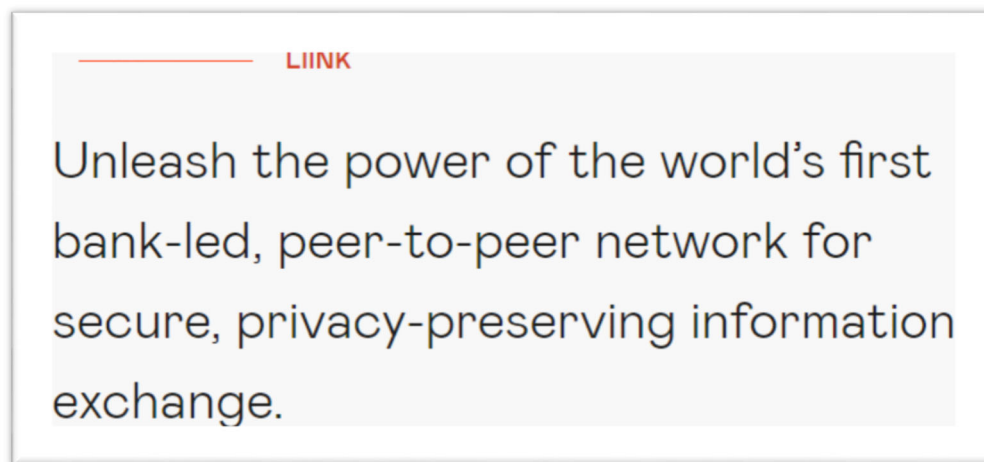 LIINK
Unleash the power of the world’s first
bank-led, peer-to-peer network for
secure, privacy-preserving information
exchange.